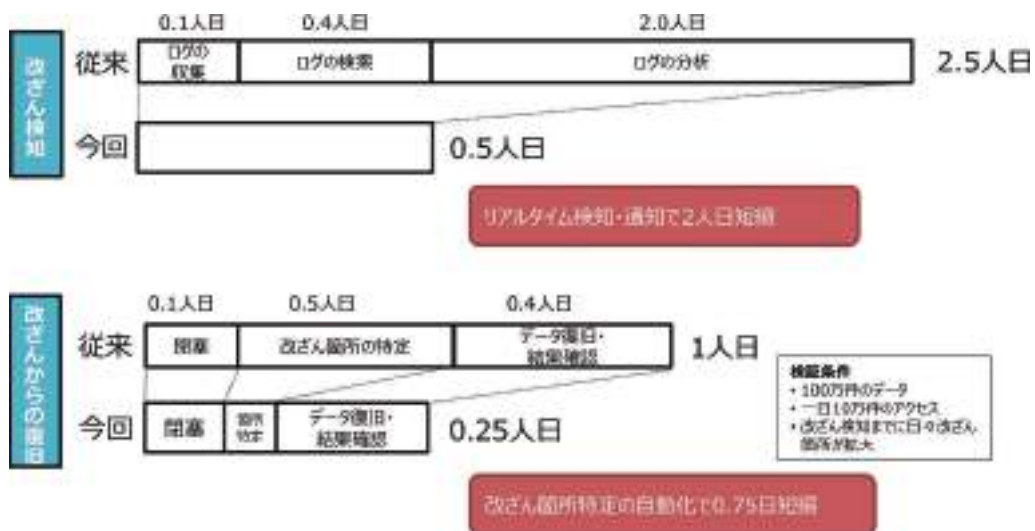 0.1人日 0.4人日 2.0人日
改ざん検知
従来
ログの
収集
ログの検索
ログの分析
2.5人日
今回
0.5人日
リアルタイム検知・通知で2人日短縮
0.1人日 0.5人日 0.4人日
改ざんからの復旧
従来
閉塞
改ざん箇所の特定
データ復旧・
結果確認
1人日
今回
閉塞
箇所
特定
データ復旧・
結果確認
0.25人日
検証条件
・100万件のデータ
・一日10万件のアクセス
・改ざん検知までに日々改ざん
箇所が拡大
改ざん箇所特定の自動化で0.75日短縮